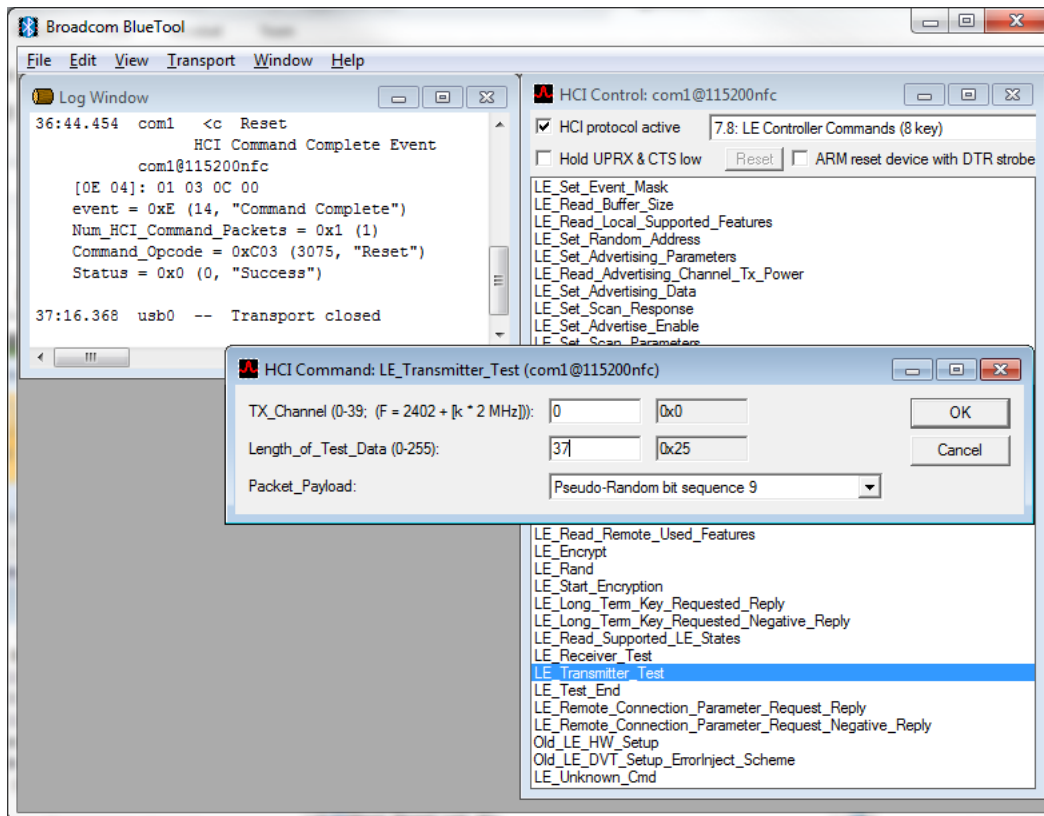 Broadcom BlueTool
File Edit View Transport Window Help
Log Window
36:44.454 com1 <c Reset
HCI Command Complete Event
com1@115200nfc
[0E 04]: 01 03 0C 00
event = 0xE (14, "Command Complete")
Num_HCI_Command_Packets = 0x1 (1)
Command_Opcode = 0xC03 (3075, "Reset")
Status = 0x0 (0, "Success")
37:16.368 usb0 -- Transport closed
HCI Control: com1@115200nfc
HCI protocol active 7.8: LE Controller Commands (8 key)
Hold UPRX & CTS low Reset ARM reset device with DTR strobe
LE_Set_Event_Mask
LE_Read_Buffer_Size
LE_Read_Local_Supported_Features
LE_Set_Random_Address
LE_Set_Advertising_Parameters
LE_Read_Advertising_Channel_Tx_Power
LE_Set_Advertising_Data
LE_Set_Scan_Response
LE_Set_Advertise_Enable
LE_Set_Scan_Parameters
HCI Command: LE_Transmitter_Test (com1@115200nfc)
TX_Channel (0-39; (F = 2402 + [k * 2 MHz])): 0 0x0 OK
Length_of_Test_Data (0-255): 37 0x25 Cancel
Packet_Payload: Pseudo-Random bit sequence 9
LE_Read_Remote_Used_Features
LE_Encrypt
LE_Rand
LE_Start_Encryption
LE_Long_Term_Key_Requested_Reply
LE_Long_Term_Key_Requested_Negative_Reply
LE_Read_Supported_LE_States
LE_Receiver_Test
LE_Transmitter_Test
LE_Test_End
LE_Remote_Connection_Parameter_Request_Reply
LE_Remote_Connection_Parameter_Request_Negative_Reply
Old_LE_HW_Setup
Old_LE_DVT_Setup_ErrorInject_Scheme
LE_Unknown_Cmd